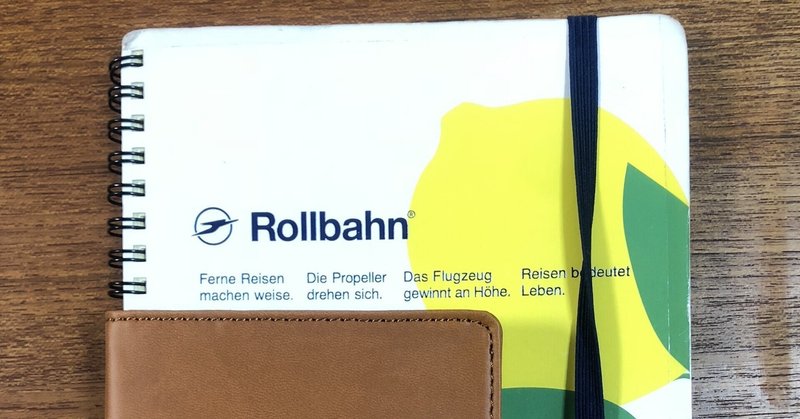 Rollbahn®
Ferne Reisen
machen weise.
Die Propeller
drehen sich.
Das Flugzeug
gewinnt an Höhe.
Reisen bedeutet
Leben.